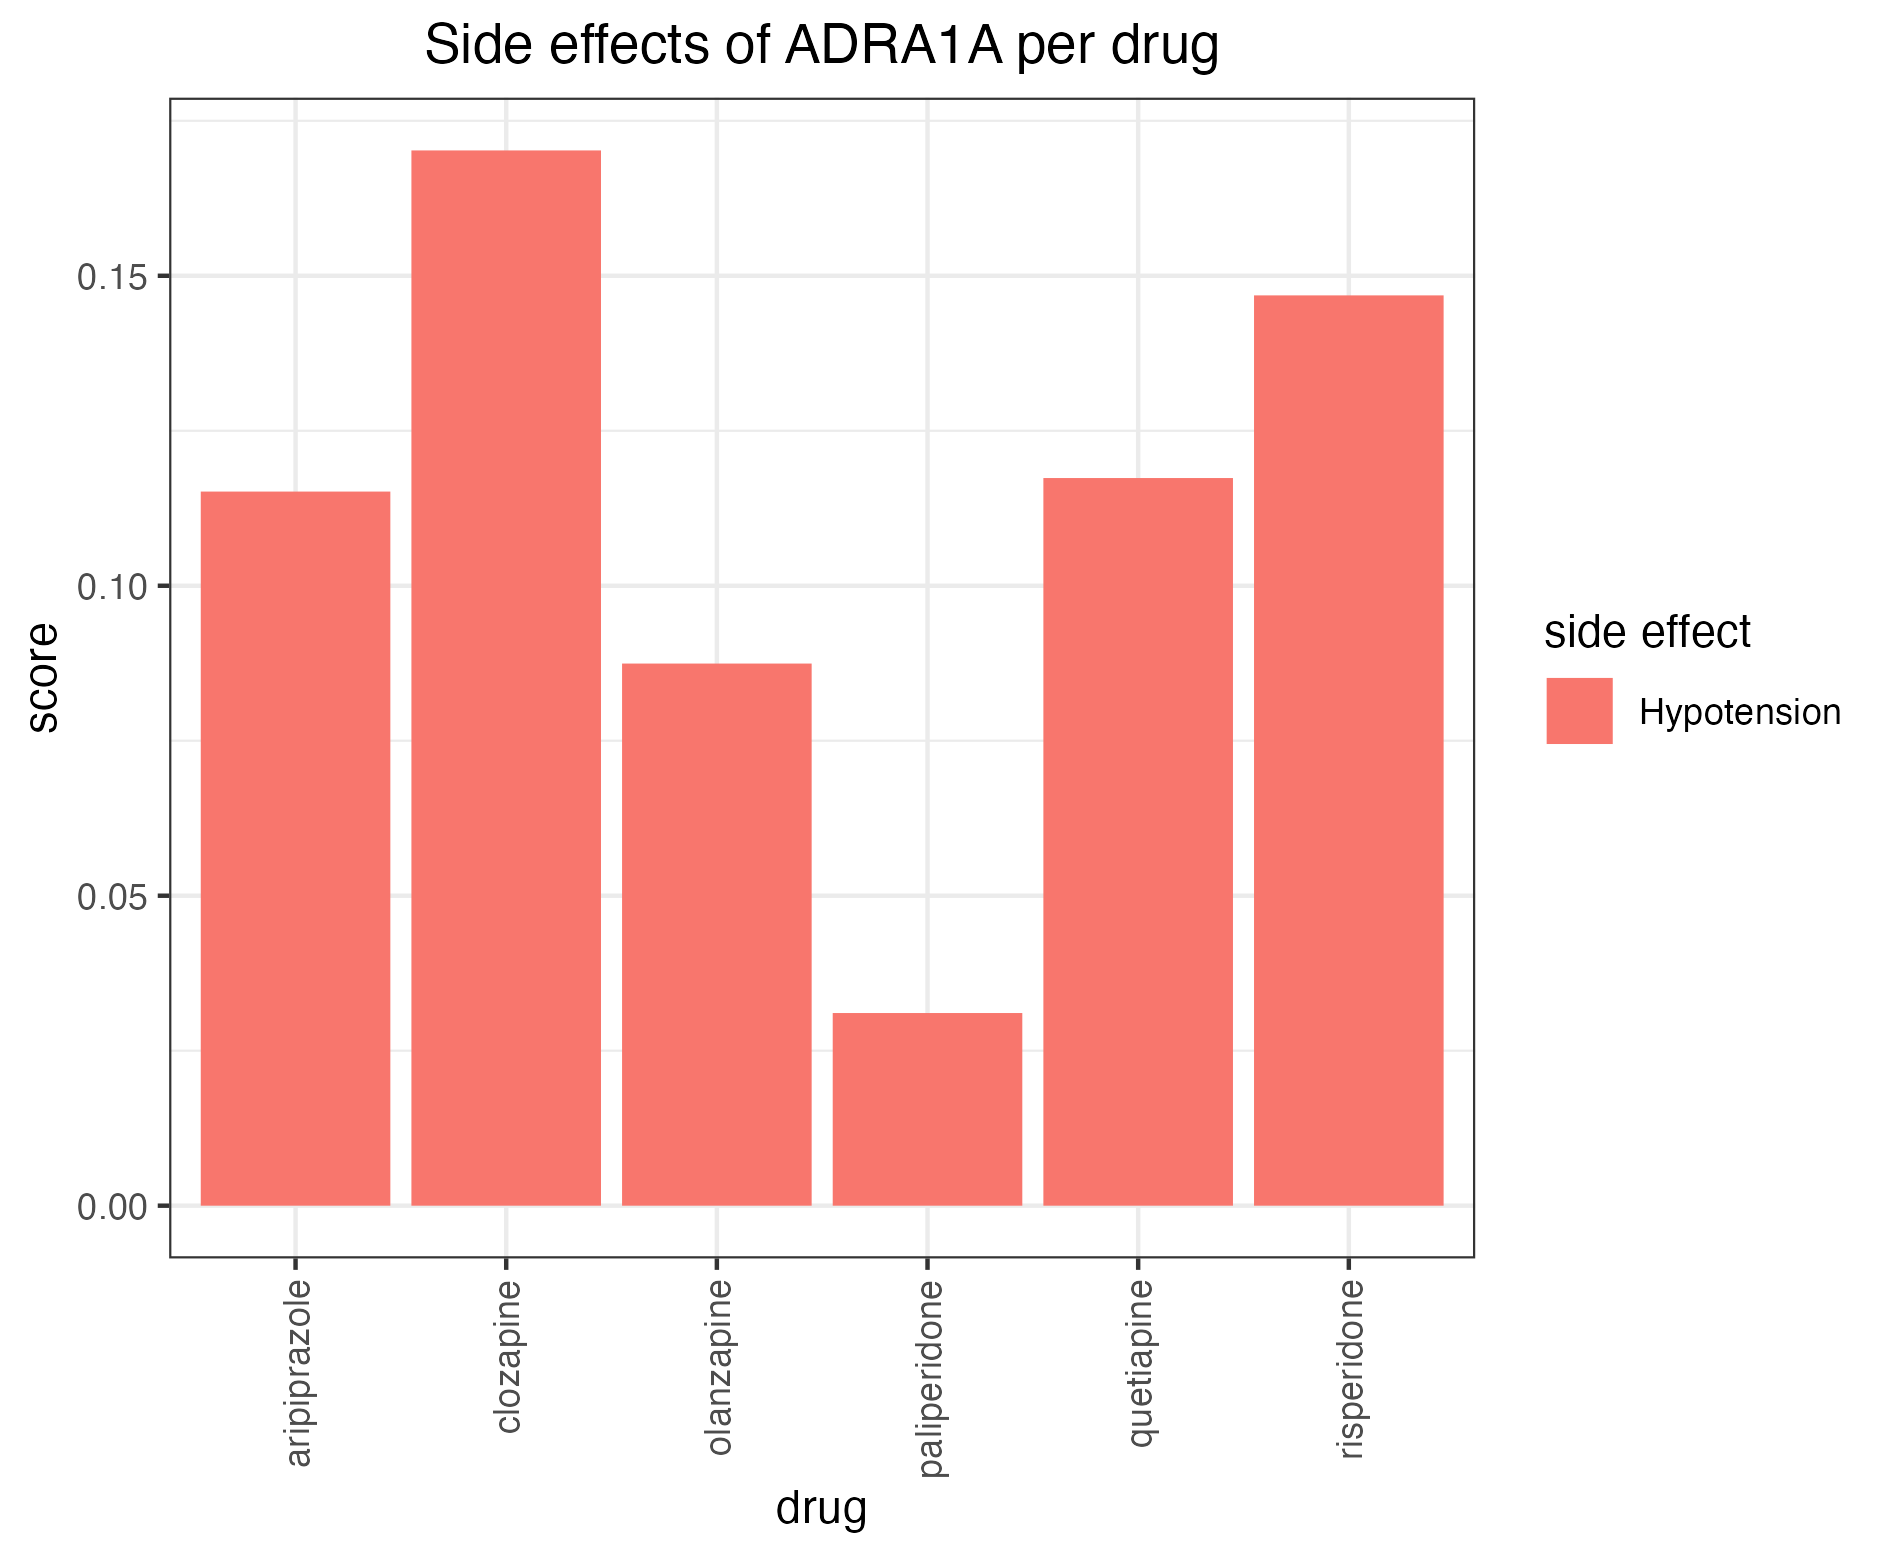 Side effects of ADRA1A per drug
score
0.15
0.10
0.05
0.00
aripiprazole
clozapine
olanzapine
paliperidone
quetiapine
risperidone
drug
side effect
Hypotension